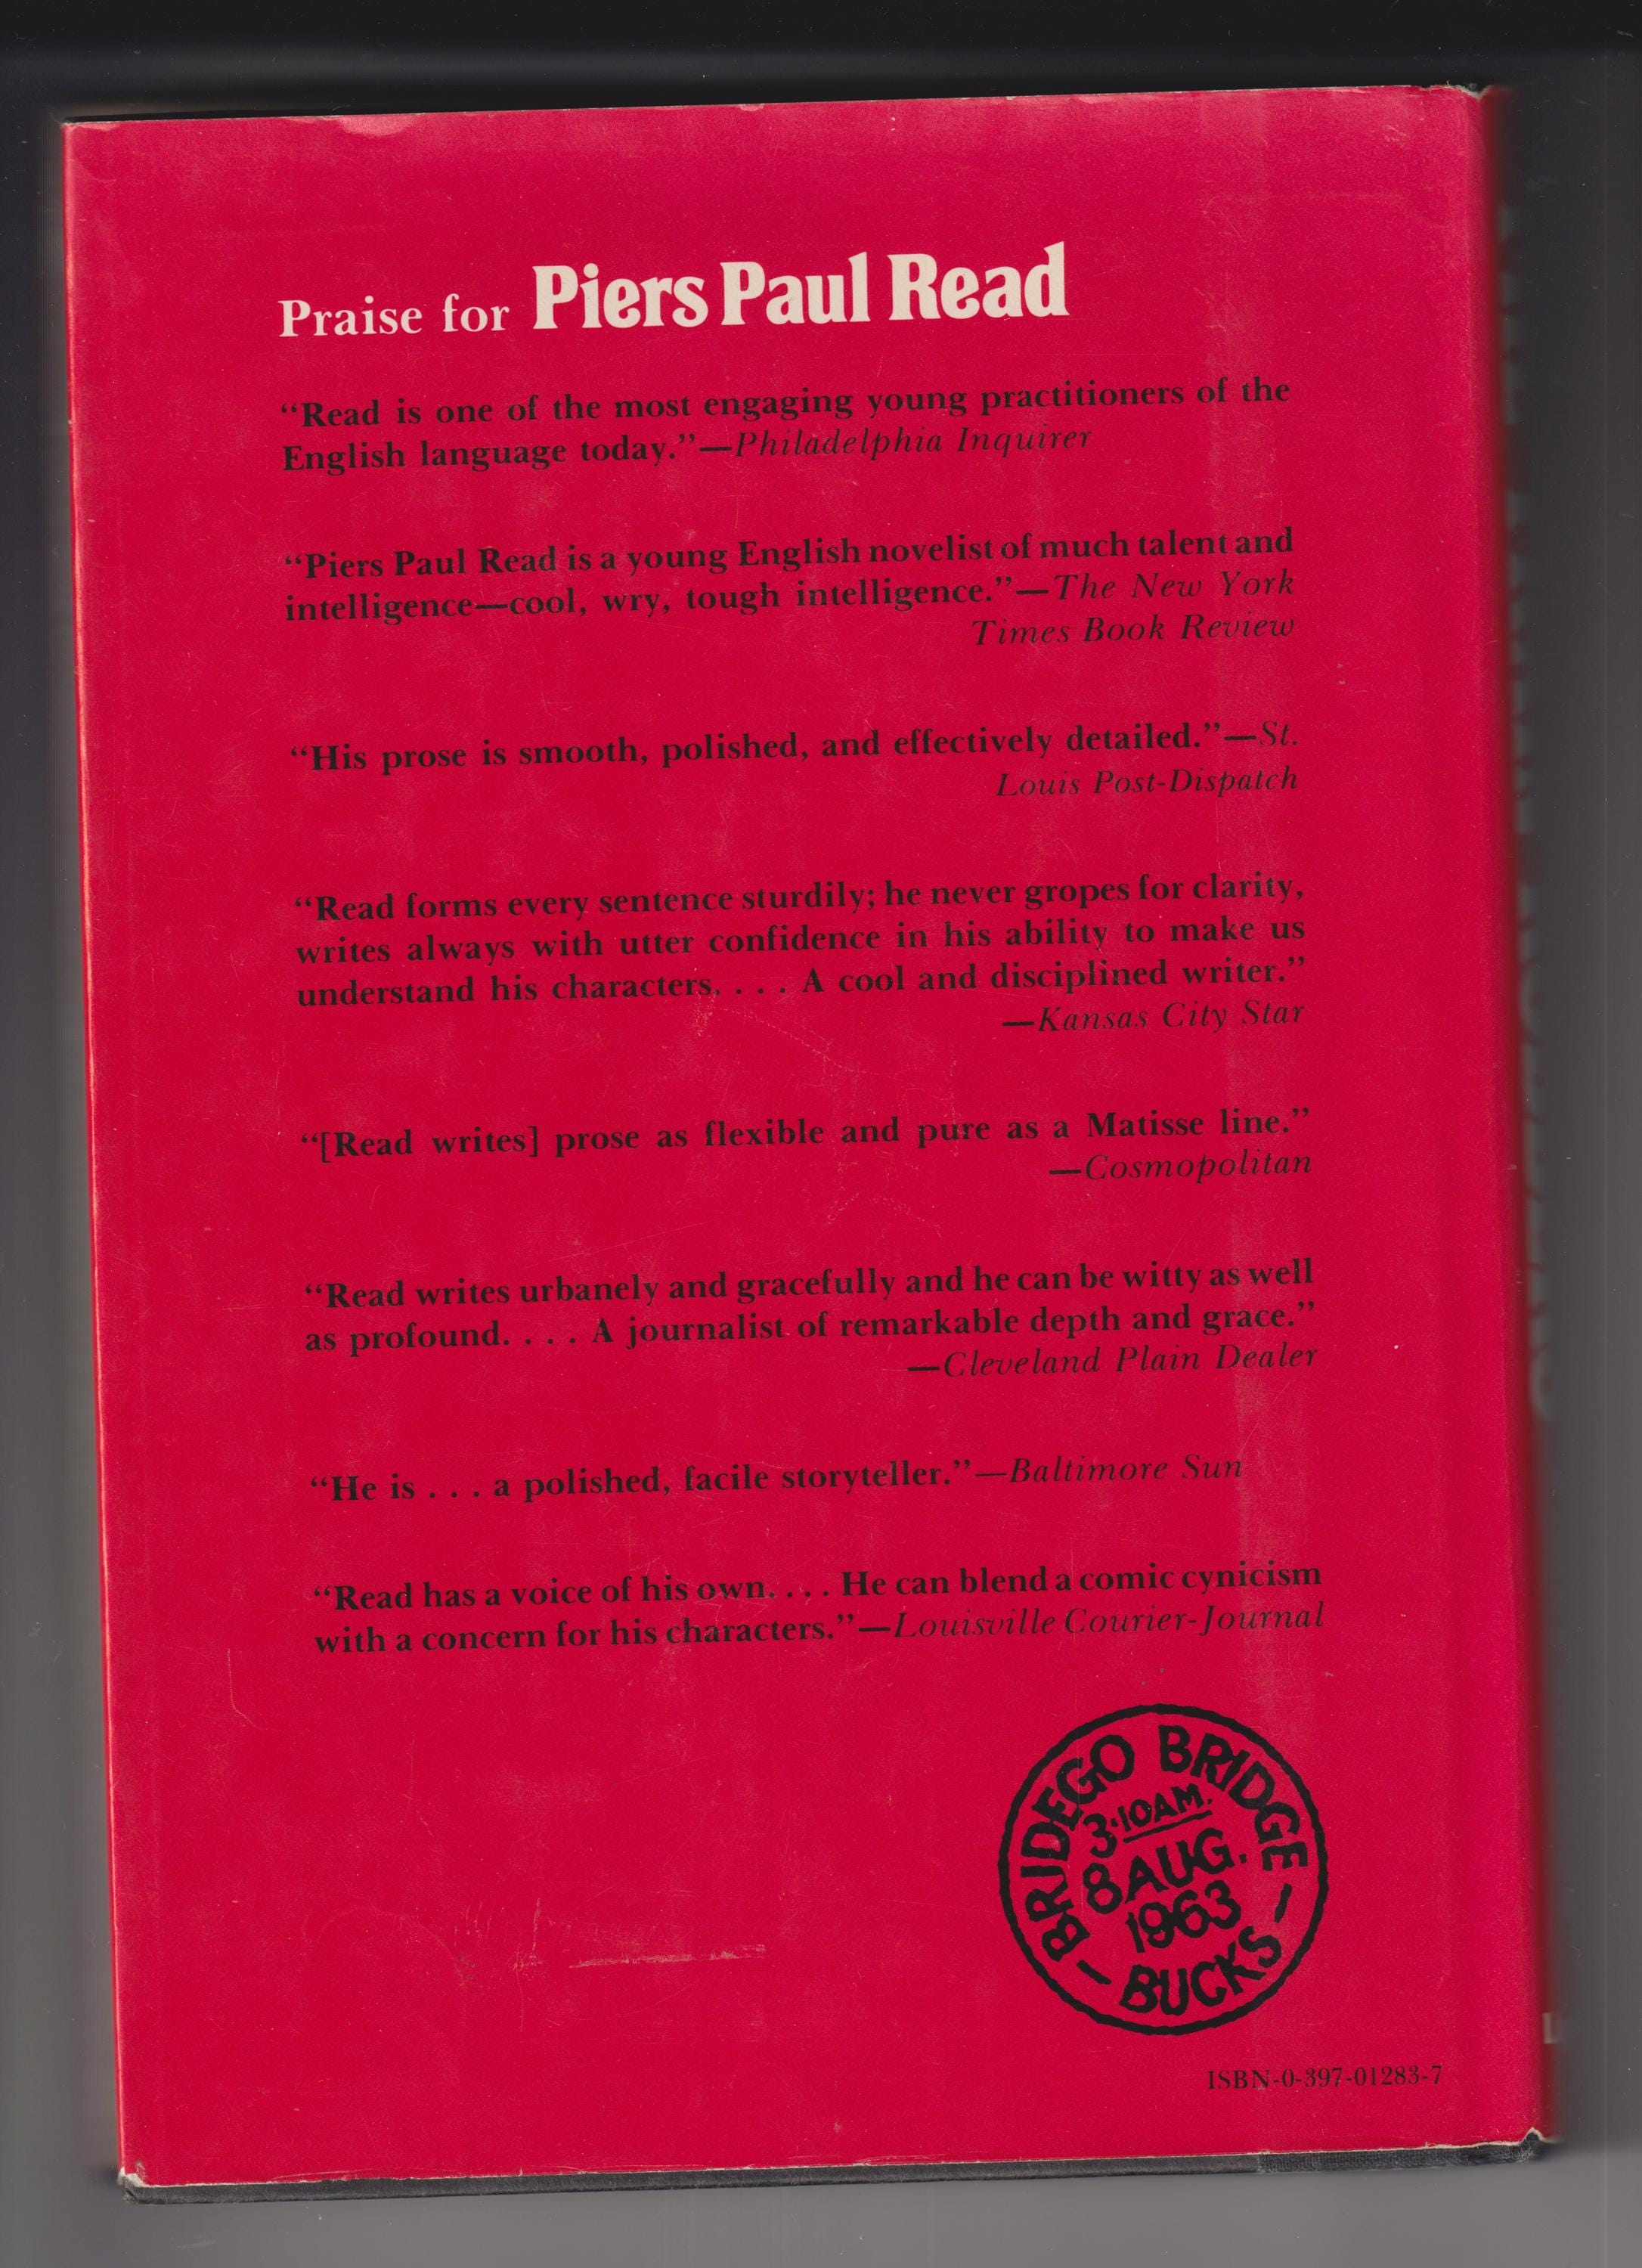 Praise for Piers Paul Read
“Read is one of the most engaging young practitioners of the
English language today.”—Philadelphia Inquirer
“Piers Paul Read is a young English novelist of much talent and
intelligence—cool, wry, tough intelligence.”—The New York
Times Book Review
“His prose is smooth, polished, and effectively detailed.”—St.
Louis Post-Dispatch
“Read forms every sentence sturdily; he never gropes for clarity,
writes always with utter confidence in his ability to make us
understand his characters. . . . A cool and disciplined writer.”
—Kansas City Star
“[Read writes] prose as flexible and pure as a Matisse line.”
—Cosmopolitan
“Read writes urbanely and gracefully and he can be witty as well
as profound. . . . A journalist of remarkable depth and grace.”
—Cleveland Plain Dealer
“He is . . . a polished, facile storyteller.”—Baltimore Sun
“Read has a voice of his own. . . . He can blend a comic cynicism
with a concern for his characters.”—Louisville Courier-Journal
BRIDEGO BRIDGE
3·10AM.
8 AUG.
1963
— BUCKS —
ISBN-0-397-01283-7